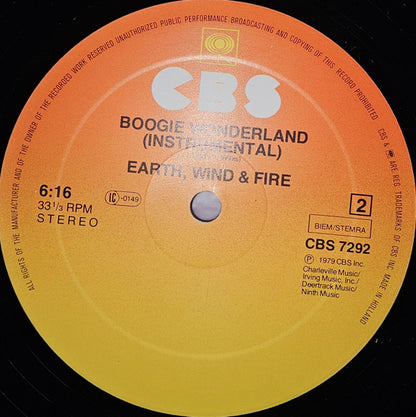 ALL RIGHTS OF THE MANUFACTURER AND OF THE OWNER OF THE RECORDED WORK RESERVED UNAUTHORIZED PUBLIC PERFORMANCE BROADCASTING AND COPYING OF THIS RECORD PROHIBITED
CBS & ARE REG. TRADEMARKS OF CBS INC. MADE IN HOLLAND
CBS
BOOGIE WONDERLAND
(INSTRUMENTAL)
EARTH, WIND & FIRE
6:16
33 1/3 RPM
STEREO
IC -0149
2
BIEM/STEMRA
CBS 7292
℗ 1979 CBS Inc.
Charleville Music/
Irving Music, Inc./
Deertrack Music/
Ninth Music